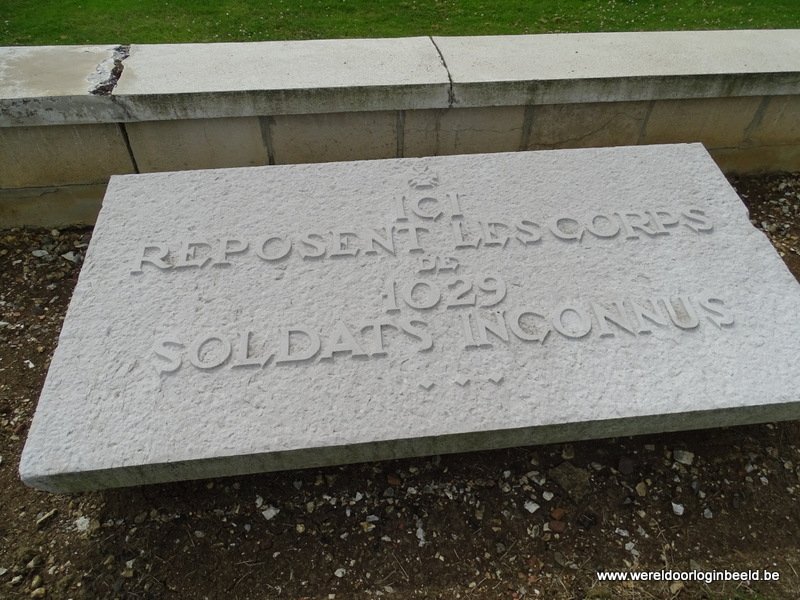 ICI
REPOSENT LES CORPS
DE
1029
SOLDATS INCONNUS
www.wereldoorloginbeeld.be